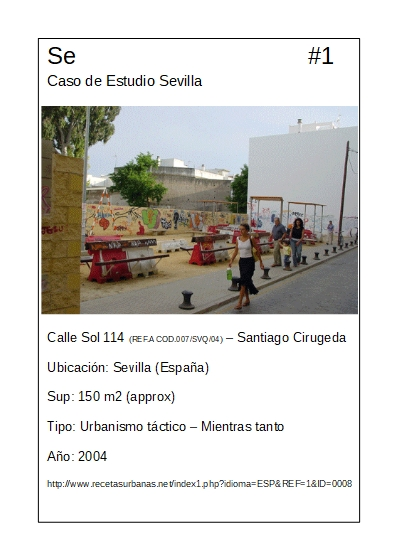 Se #1
Caso de Estudio Sevilla
Calle Sol 114 (REF.A COD.007/SVQ/04) – Santiago Cirugeda
Ubicación: Sevilla (España)
Sup: 150 m2 (approx)
Tipo: Urbanismo táctico – Mientras tanto
Año: 2004
http://www.recetasurbanas.net/index1.php?idioma=ESP&REF=1&ID=0008